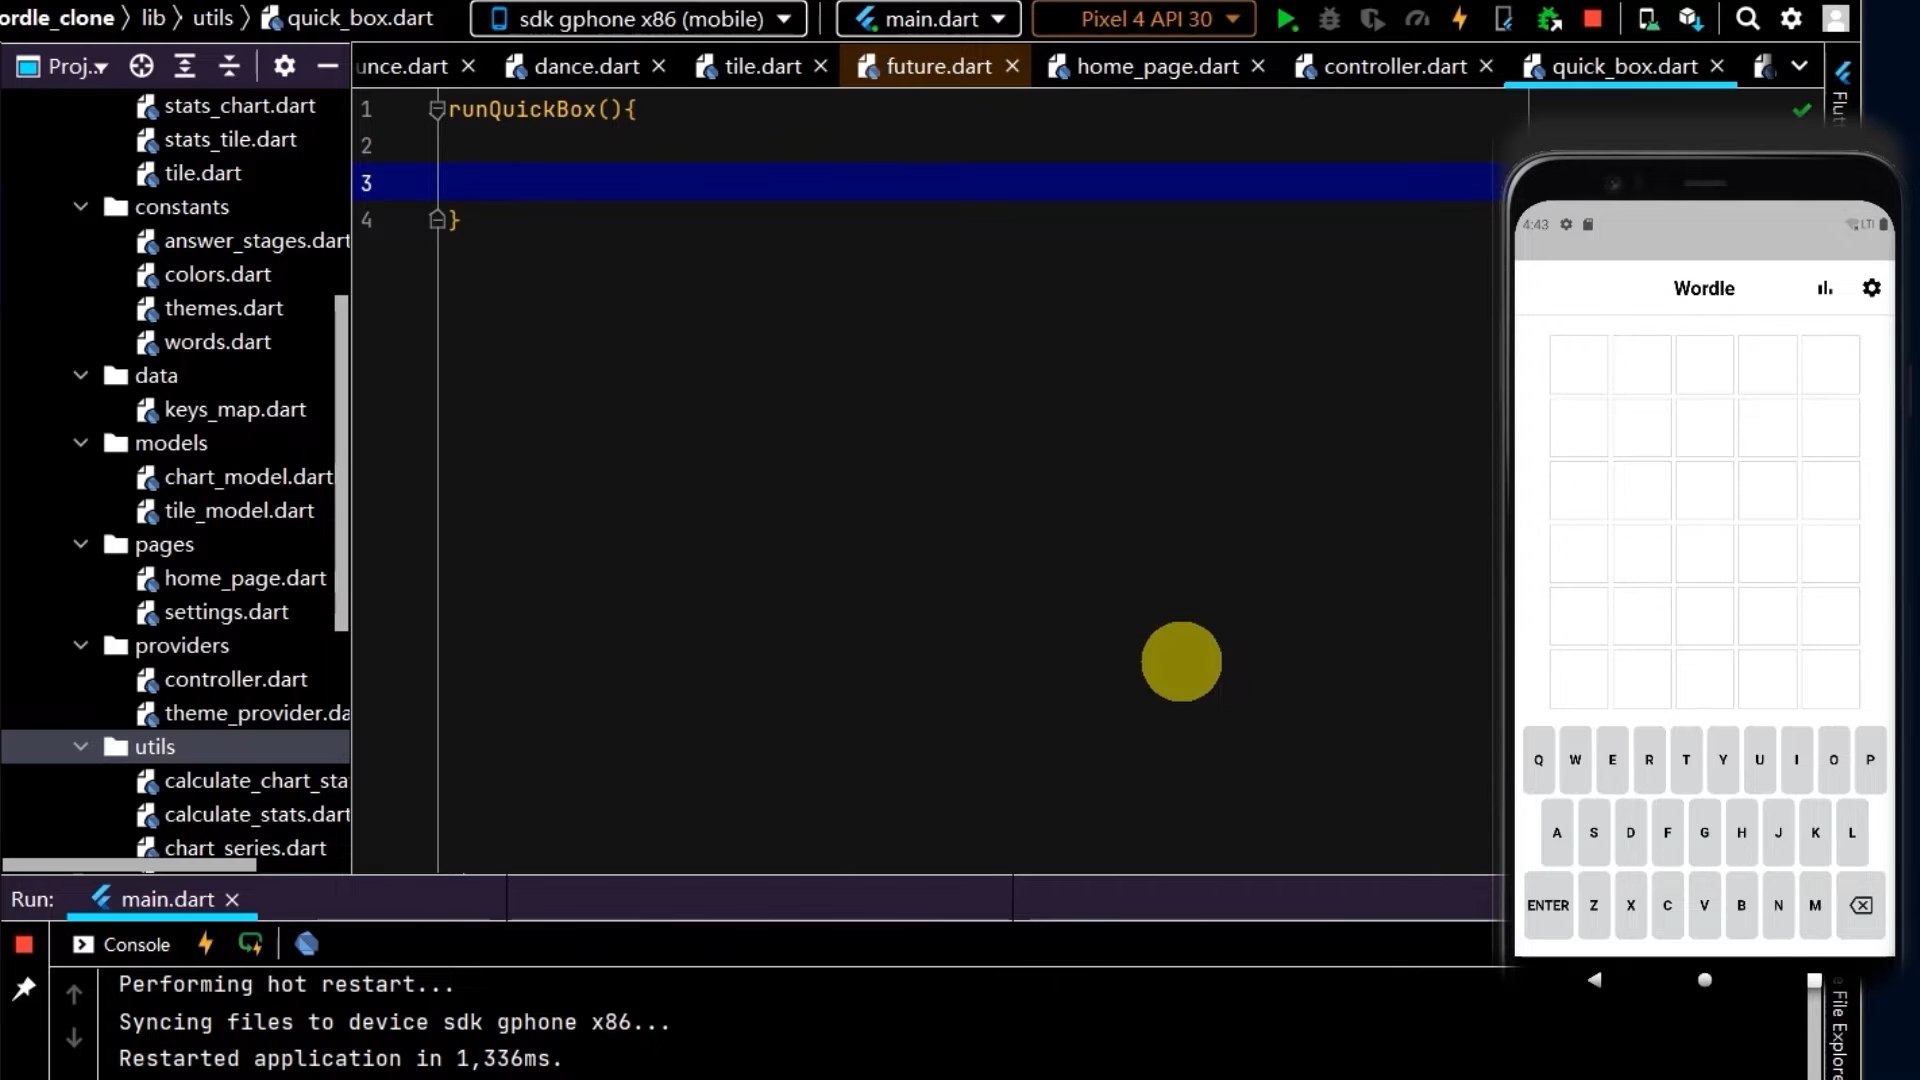 ordle_clone > lib > utils > quick_box.dart
sdk gphone x86 (mobile)
main.dart
Pixel 4 API 30
Proj..
unce.dart
dance.dart
tile.dart
future.dart
home_page.dart
controller.dart
quick_box.dart
stats_chart.dart
stats_tile.dart
tile.dart
constants
answer_stages.dart
colors.dart
themes.dart
words.dart
data
keys_map.dart
models
chart_model.dart
tile_model.dart
pages
home_page.dart
settings.dart
providers
controller.dart
theme_provider.da
utils
calculate_chart_sta
calculate_stats.dart
chart_series.dart
1 runQuickBox(){
2
3
4 }
Flutt
4:43
LTE
Wordle
Q W E R T Y U I O P
A S D F G H J K L
ENTER Z X C V B N M
Run: main.dart
Console
Performing hot restart...
Syncing files to device sdk gphone x86...
Restarted application in 1,336ms.
e File Explorer